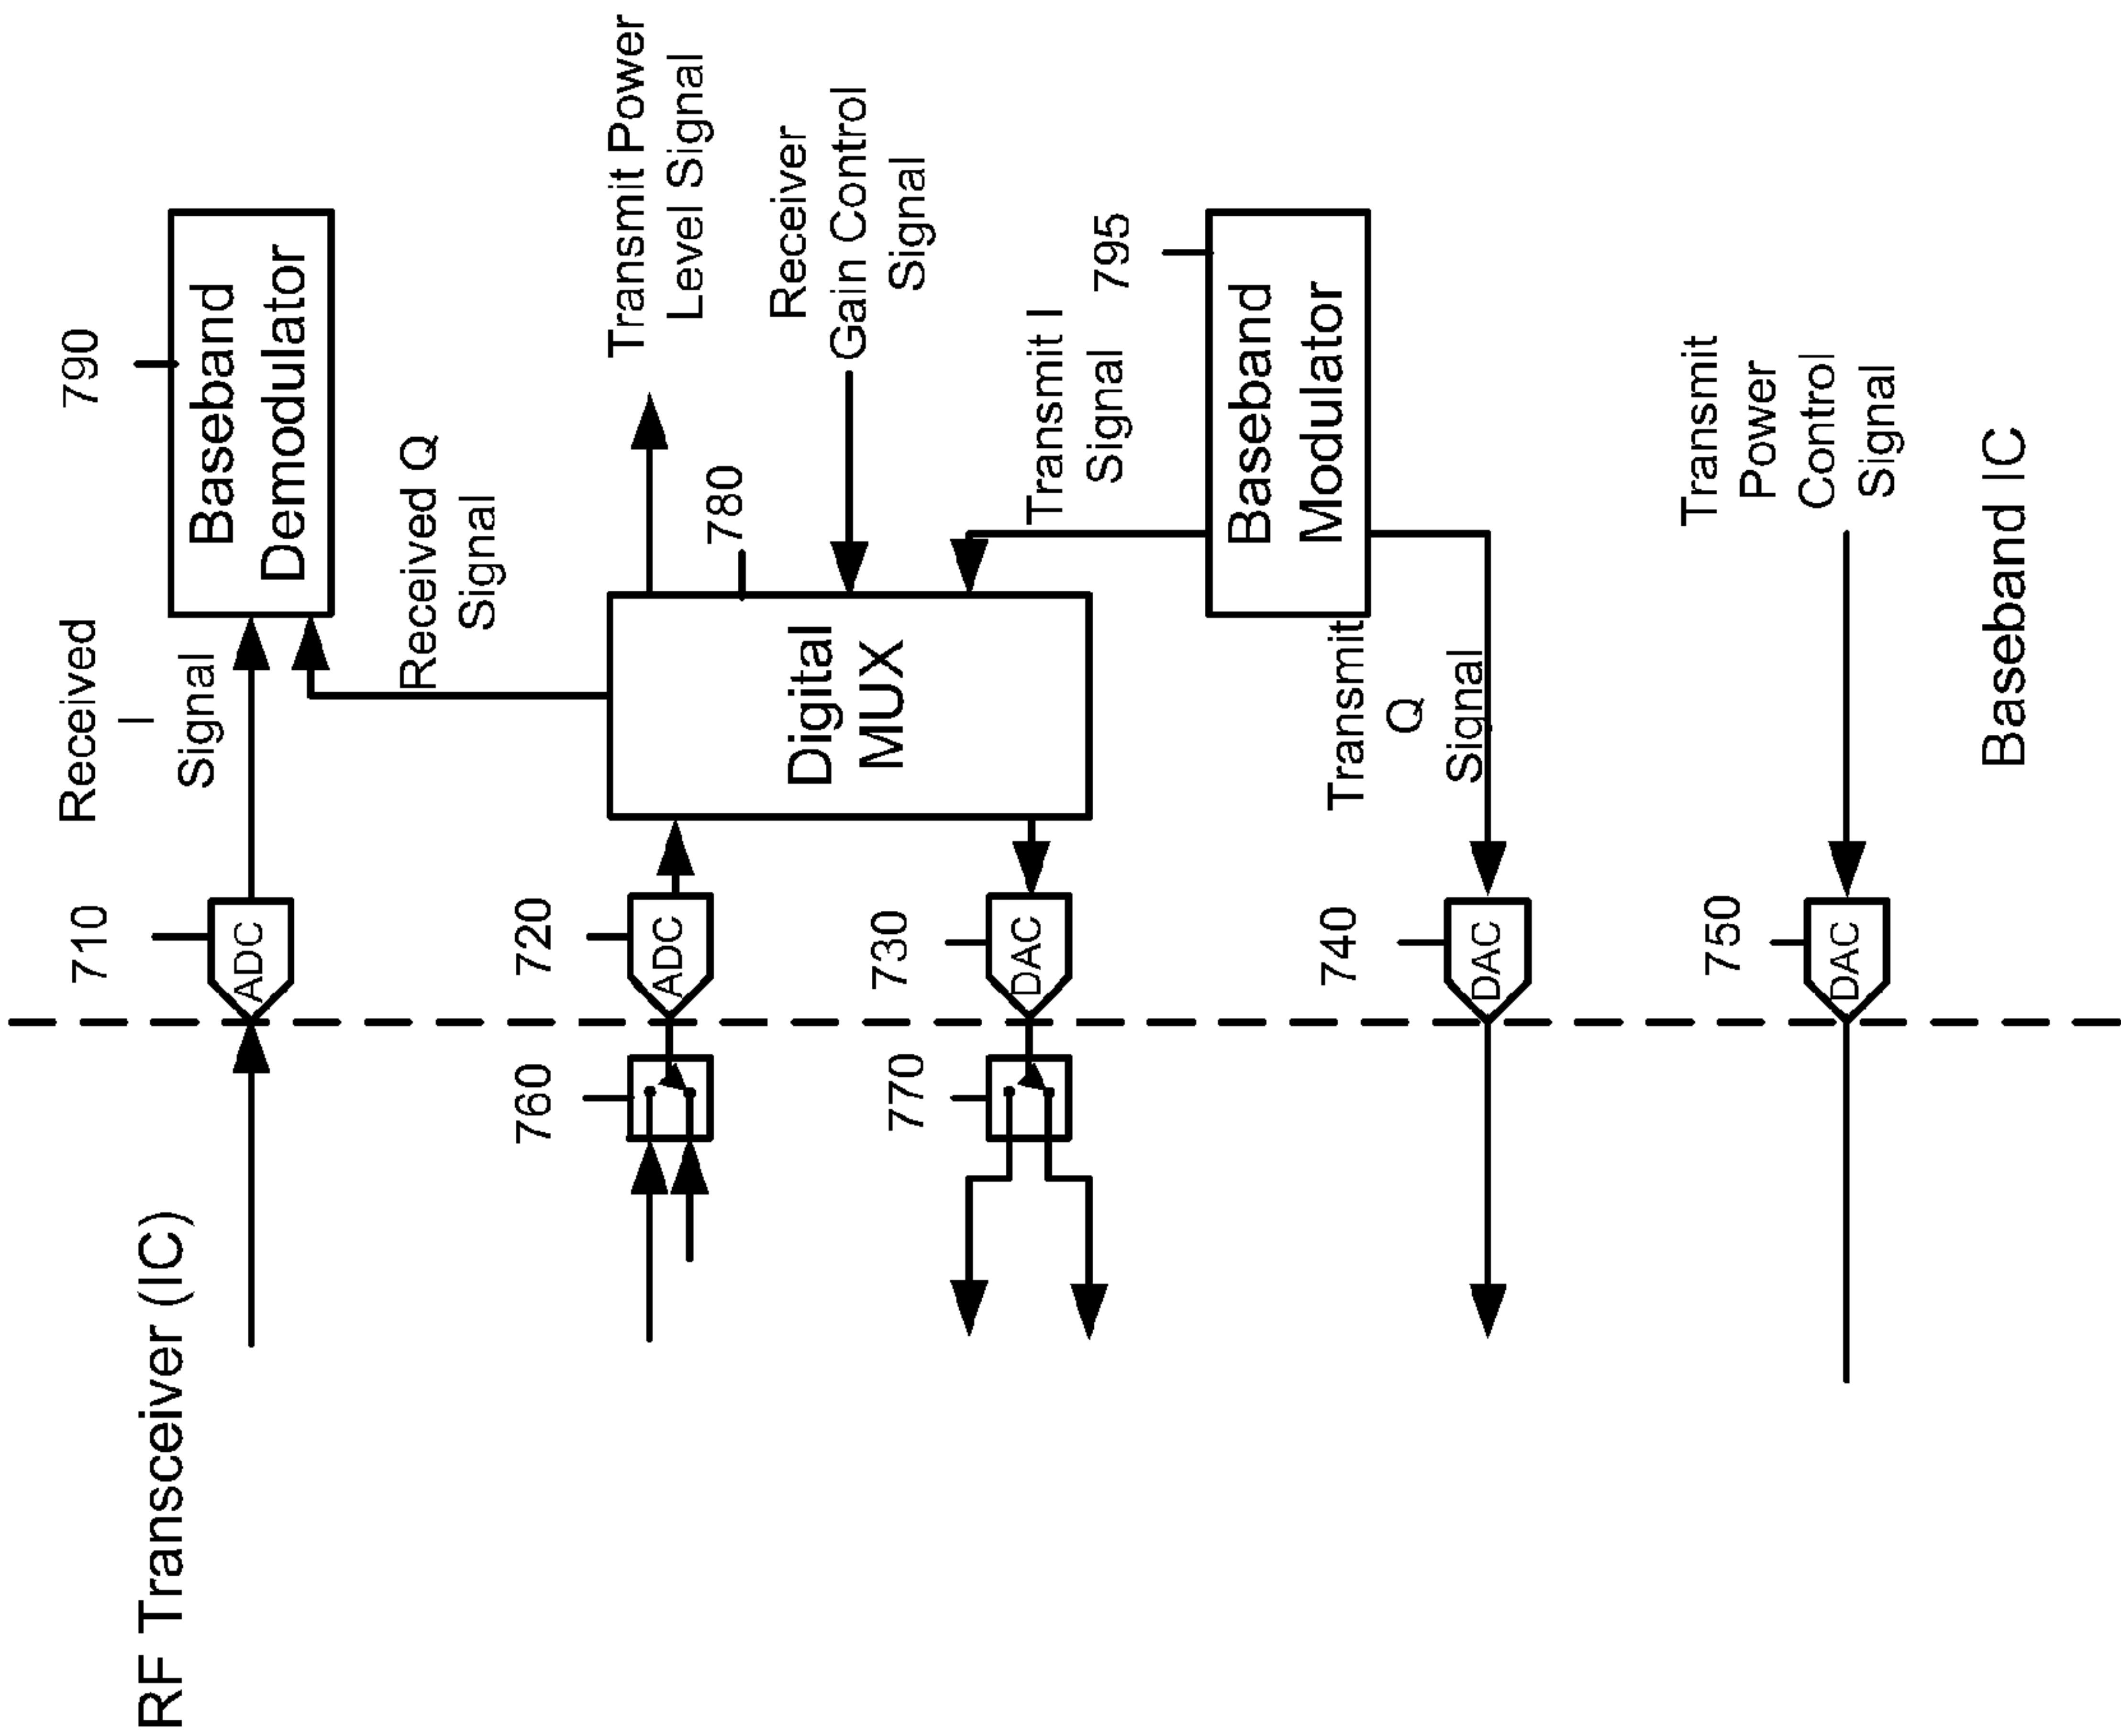 RF Transceiver (IC)
710
ADC
Received
I
Signal
790
Baseband
Demodulator
Received Q
Signal
760
720
ADC
780
Digital
MUX
Transmit Power
Level Signal
Receiver
Gain Control
Signal
770
730
DAC
Transmit I
Signal
795
Baseband
Modulator
Transmit
Q
Signal
740
DAC
750
DAC
Transmit
Power
Control
Signal
Baseband IC